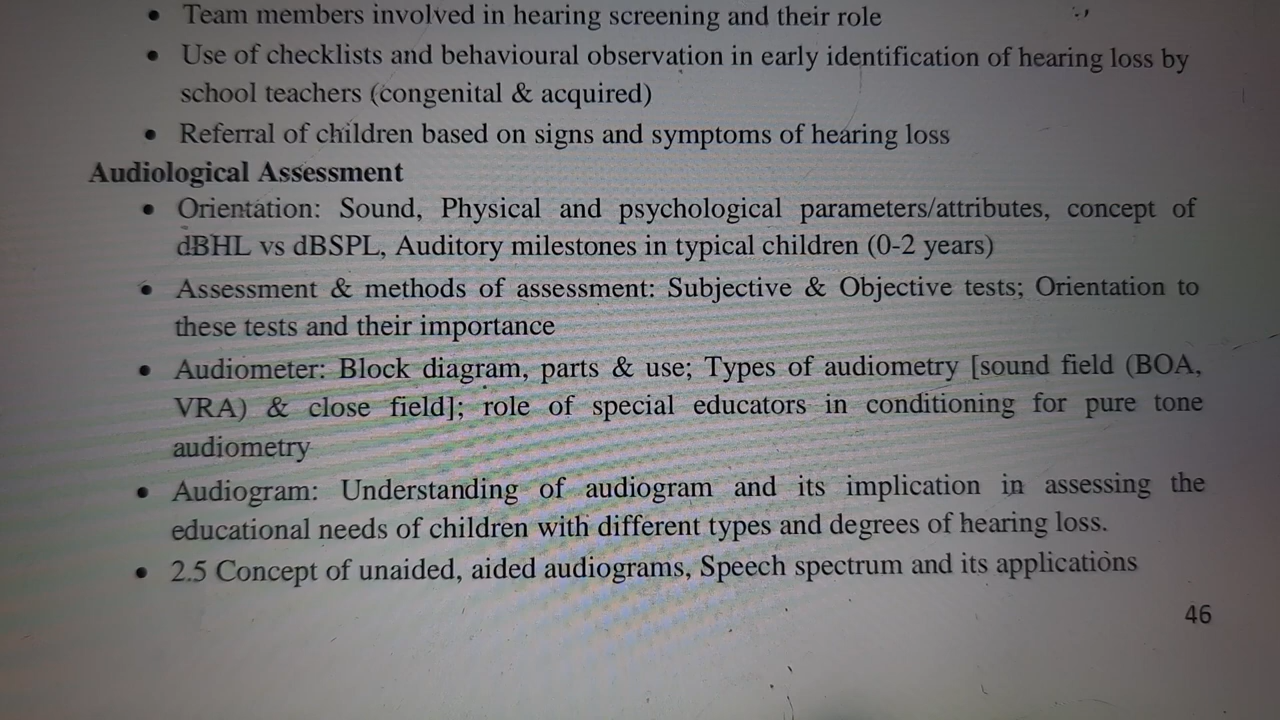 • Team members involved in hearing screening and their role
• Use of checklists and behavioural observation in early identification of hearing loss by
school teachers (congenital & acquired)
• Referral of children based on signs and symptoms of hearing loss
Audiological Assessment
• Orientation: Sound, Physical and psychological parameters/attributes, concept of
dBHL vs dBSPL, Auditory milestones in typical children (0-2 years)
• Assessment & methods of assessment: Subjective & Objective tests; Orientation to
these tests and their importance
• Audiometer: Block diagram, parts & use; Types of audiometry [sound field (BOA,
VRA) & close field]; role of special educators in conditioning for pure tone
audiometry
• Audiogram: Understanding of audiogram and its implication in assessing the
educational needs of children with different types and degrees of hearing loss.
• 2.5 Concept of unaided, aided audiograms, Speech spectrum and its applications
46